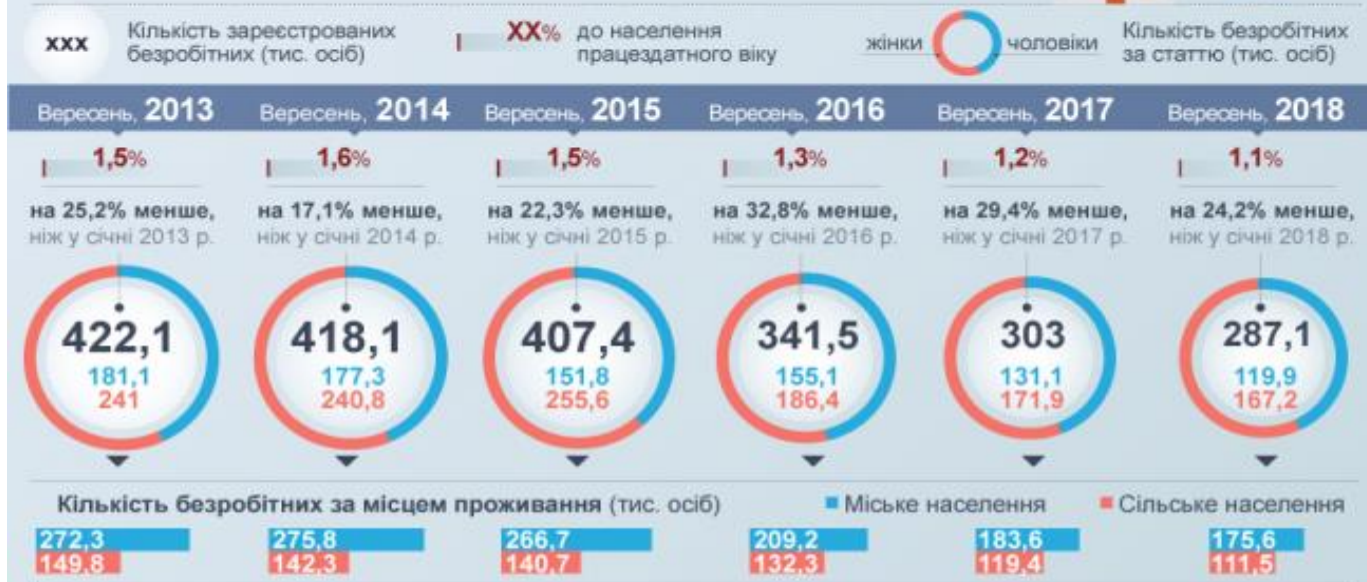 xxx
Кількість зареєстрованих
безробітних (тис. осіб)
XX% до населення
працездатного віку
жінки
чоловіки
Кількість безробітних
за статтю (тис. осіб)
Вересень, 2013 Вересень, 2014 Вересень, 2015 Вересень, 2016 Вересень, 2017 Вересень, 2018
1,5% 1,6% 1,5% 1,3% 1,2% 1,1%
на 25,2% менше, на 17,1% менше, на 22,3% менше, на 32,8% менше, на 29,4% менше, на 24,2% менше,
ніж у січні 2013 р. ніж у січні 2014 р. ніж у січні 2015 р. ніж у січні 2016 р. ніж у січні 2017 р. ніж у січні 2018 р.
422,1 418,1 407,4 341,5 303 287,1
181,1 177,3 151,8 155,1 131,1 119,9
241 240,8 255,6 186,4 171,9 167,2
Кількість безробітних за місцем проживання (тис. осіб) Міське населення Сільське населення
272,3 275,8 266,7 209,2 183,6 175,6
149,8 142,3 140,7 132,3 119,4 111,5